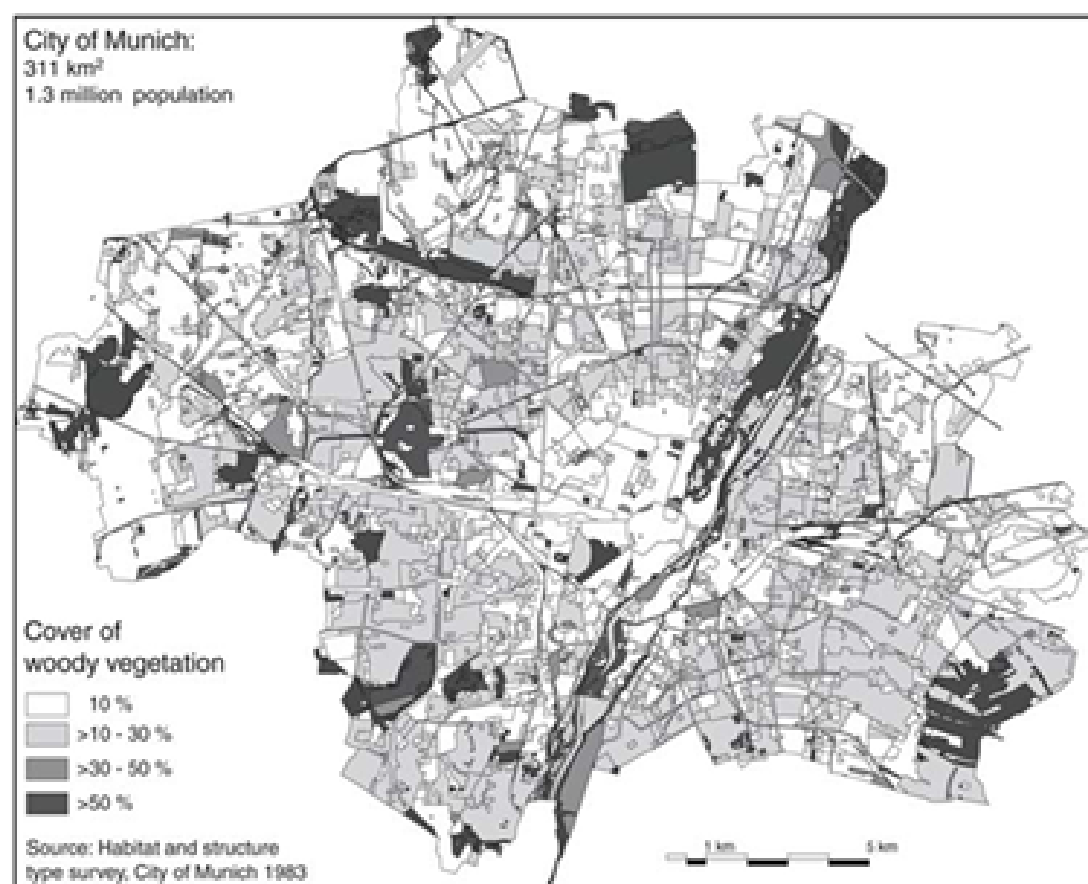 City of Munich:
311 km²
1.3 million population
Cover of
woody vegetation
10 %
>10 - 30 %
>30 - 50 %
>50 %
Source: Habitat and structure
type survey, City of Munich 1983
1 km
5 km